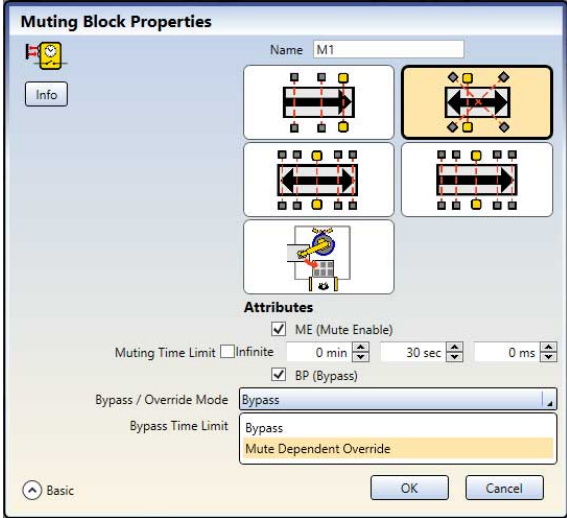 Muting Block Properties
Name M1
Info
Attributes
ME (Mute Enable)
Muting Time Limit Infinite 0 min 30 sec 0 ms
BP (Bypass)
Bypass / Override Mode Bypass
Bypass Time Limit Bypass
Mute Dependent Override
Basic OK Cancel